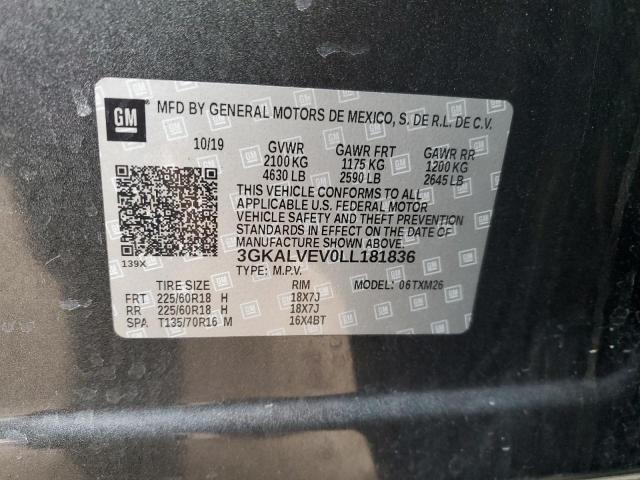 GM
MFD BY GENERAL MOTORS DE MEXICO, S. DE R.L. DE C.V.
10/19 GVWR GAWR FRT GAWR RR
2100 KG 1175 KG 1200 KG
4630 LB 2590 LB 2645 LB
THIS VEHICLE CONFORMS TO ALL
APPLICABLE U.S. FEDERAL MOTOR
VEHICLE SAFETY AND THEFT PREVENTION
STANDARDS IN EFFECT ON THE DATE OF
MANUFACTURE SHOWN ABOVE.
139X 3GKALVEV0LL181836
TYPE: M.P.V.
TIRE SIZE RIM MODEL: 06TXM26
FRT 225/60R18 H 18X7J
RR 225/60R18 H 18X7J
SPA T135/70R16 M 16X4BT